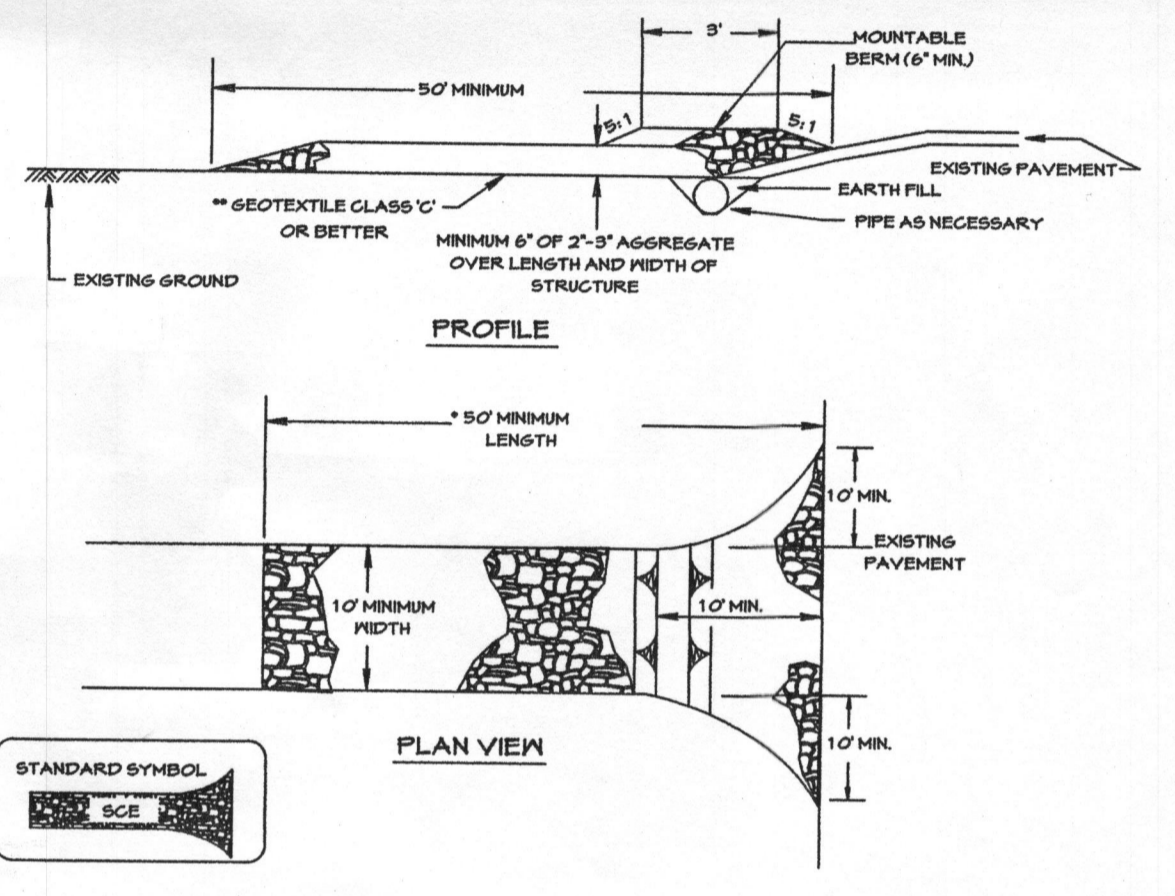 3'
MOUNTABLE
BERM (6" MIN.)
50' MINIMUM
5:1
5:1
EXISTING PAVEMENT
** GEOTEXTILE CLASS 'C'
OR BETTER
EARTH FILL
PIPE AS NECESSARY
MINIMUM 6" OF 2"-3" AGGREGATE
OVER LENGTH AND WIDTH OF
STRUCTURE
EXISTING GROUND
PROFILE
* 50' MINIMUM
LENGTH
10' MIN.
EXISTING
PAVEMENT
10' MINIMUM
WIDTH
10' MIN.
10' MIN.
PLAN VIEW
STANDARD SYMBOL
SCE